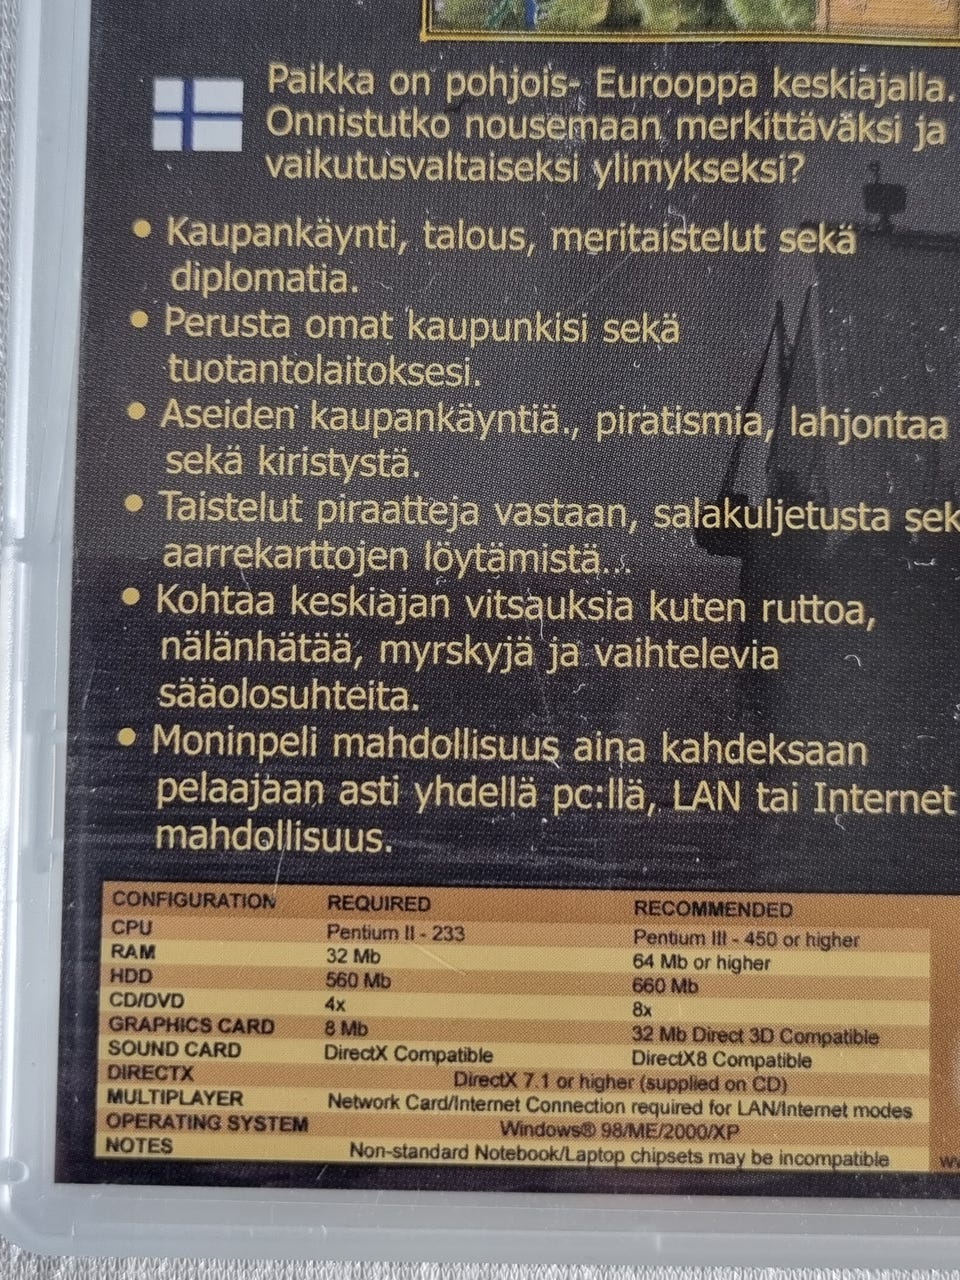 Paikka on pohjois- Eurooppa keskiajalla.
Onnistutko nousemaan merkittäväksi ja
vaikutusvaltaiseksi ylimykseksi?
• Kaupankäynti, talous, meritaistelut sekä
diplomatia.
• Perusta omat kaupunkisi sekä
tuotantolaitoksesi.
• Aseiden kaupankäyntiä., piratismia, lahjontaa
sekä kiristystä.
• Taistelut piraatteja vastaan, salakuljetusta sek
aarrekarttojen löytämistä...
• Kohtaa keskiajan vitsauksia kuten ruttoa,
nälänhätää, myrskyjä ja vaihtelevia
sääolosuhteita.
• Moninpeli mahdollisuus aina kahdeksaan
pelaajaan asti yhdellä pc:llä, LAN tai Internet
mahdollisuus.
CONFIGURATION REQUIRED RECOMMENDED
CPU Pentium II - 233 Pentium III - 450 or higher
RAM 32 Mb 64 Mb or higher
HDD 560 Mb 660 Mb
CD/DVD 4x 8x
GRAPHICS CARD 8 Mb 32 Mb Direct 3D Compatible
SOUND CARD DirectX Compatible DirectX8 Compatible
DIRECTX DirectX 7.1 or higher (supplied on CD)
MULTIPLAYER Network Card/Internet Connection required for LAN/Internet modes
OPERATING SYSTEM Windows® 98/ME/2000/XP
NOTES Non-standard Notebook/Laptop chipsets may be incompatible